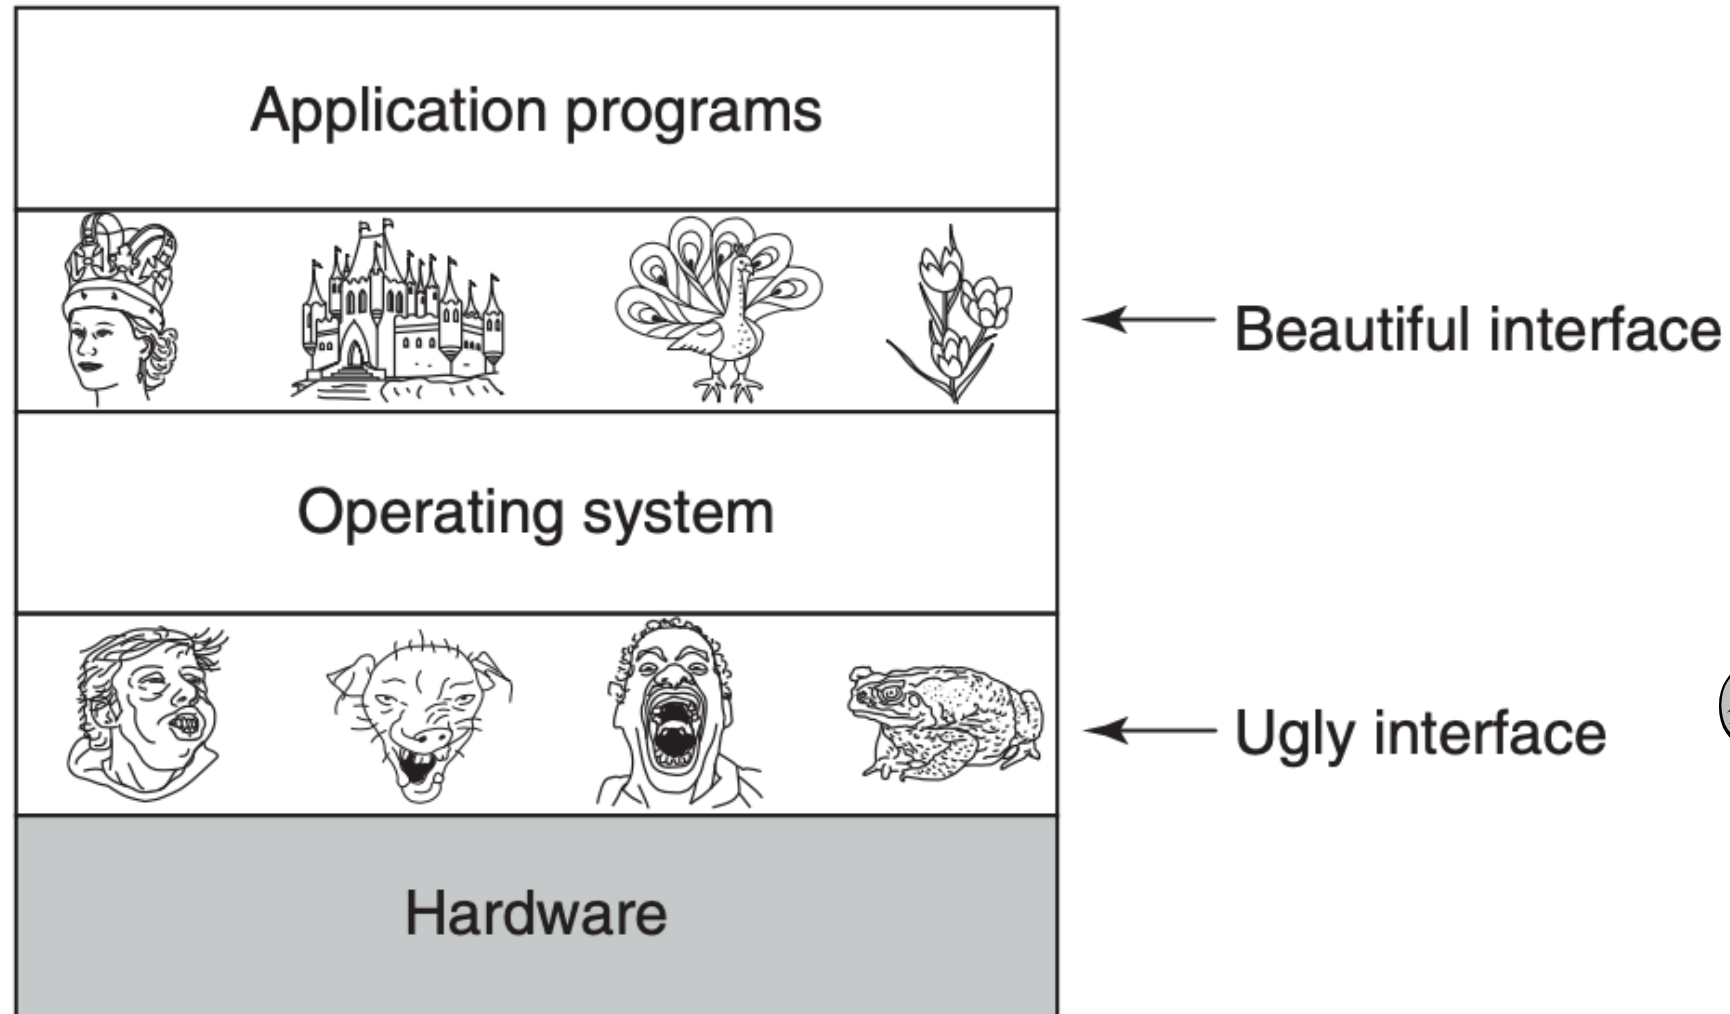 Application programs
Beautiful interface
Operating system
Ugly interface
Hardware